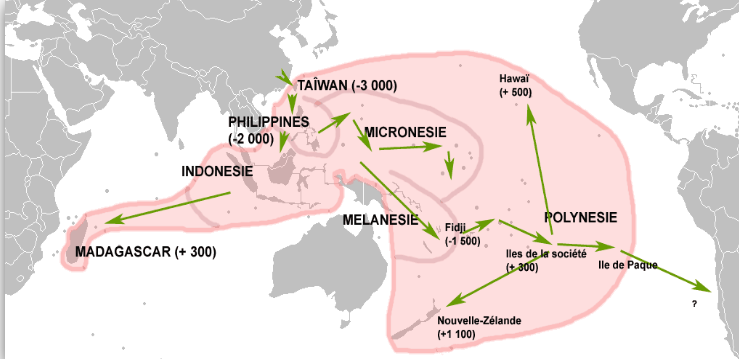 Hawaï
(+ 500)
TAÎWAN (-3 000)
PHILIPPINES
(-2 000)
MICRONESIE
INDONESIE
MELANESIE
Fidji
(-1 500)
POLYNESIE
Iles de la société
(+ 300)
Ile de Paque
MADAGASCAR (+ 300)
?
Nouvelle-Zélande
(+1 100)